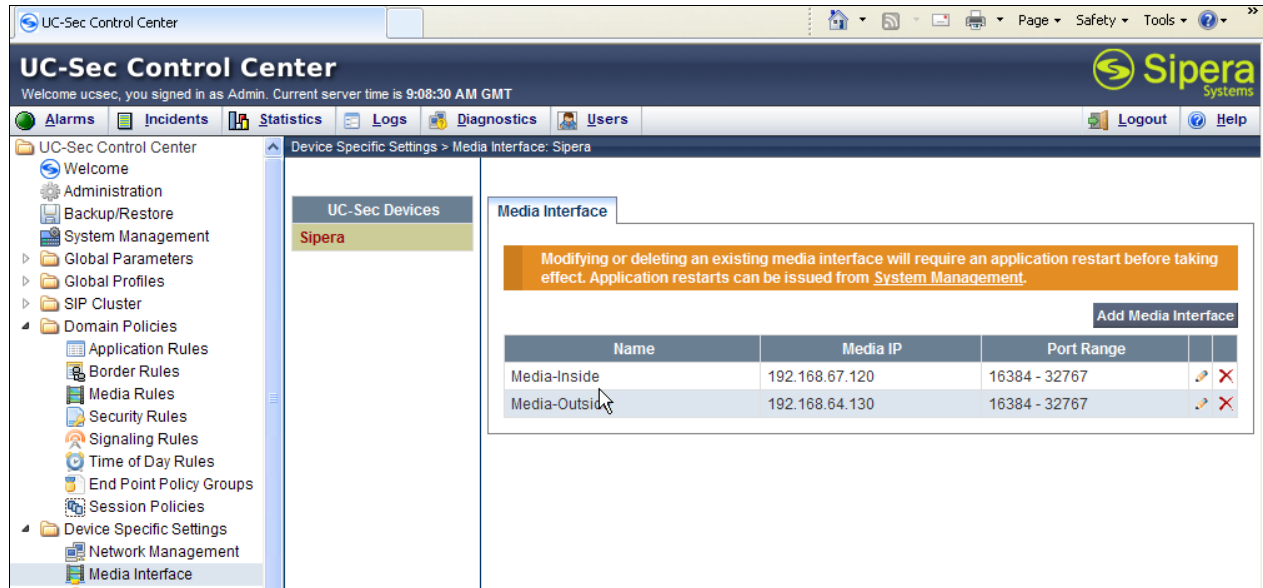 UC-Sec Control Center
Page
Safety
Tools
»
UC-Sec Control Center
Welcome ucsec, you signed in as Admin. Current server time is 9:08:30 AM GMT
Sipera
Systems
Alarms
Incidents
Statistics
Logs
Diagnostics
Users
Logout
Help
UC-Sec Control Center
Welcome
Administration
Backup/Restore
System Management
Global Parameters
Global Profiles
SIP Cluster
Domain Policies
Application Rules
Border Rules
Media Rules
Security Rules
Signaling Rules
Time of Day Rules
End Point Policy Groups
Session Policies
Device Specific Settings
Network Management
Media Interface
Device Specific Settings > Media Interface: Sipera
UC-Sec Devices
Sipera
Media Interface
Modifying or deleting an existing media interface will require an application restart before taking
effect. Application restarts can be issued from System Management.
Add Media Interface
Name Media IP Port Range
Media-Inside 192.168.67.120 16384 - 32767
Media-Outside 192.168.64.130 16384 - 32767